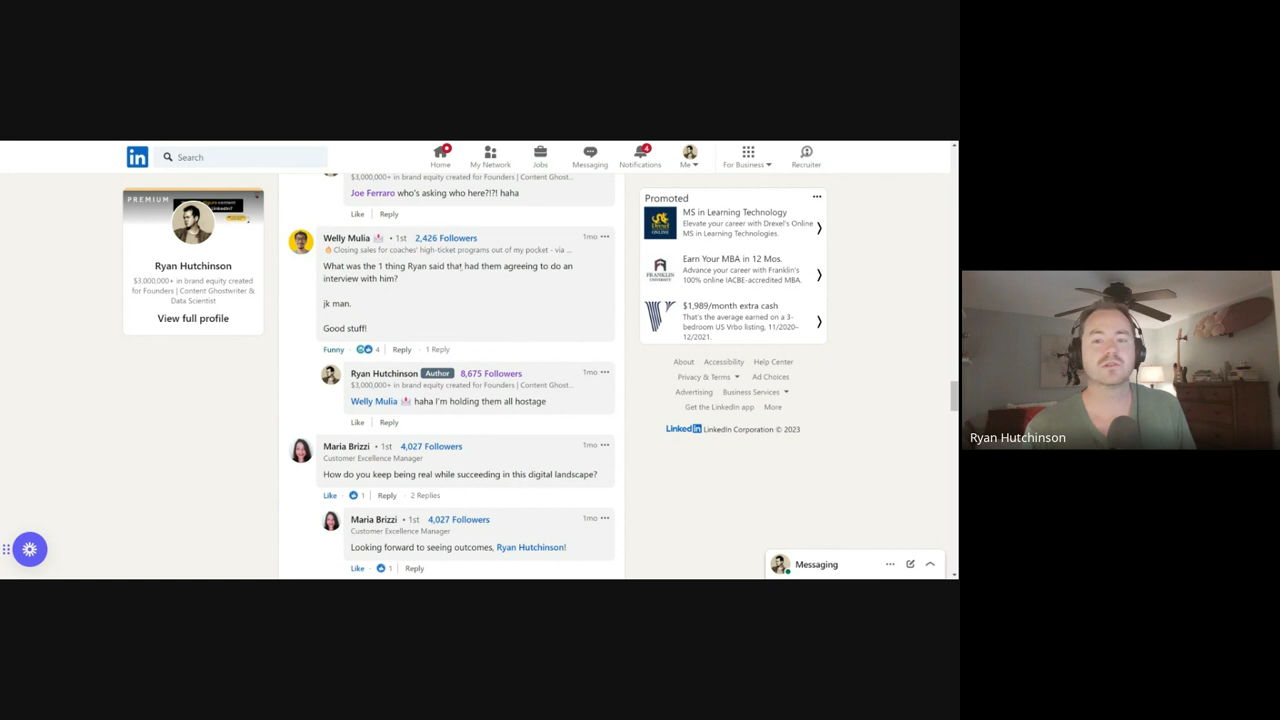 in
Search
Home
My Network
Jobs
Messaging
4
Notifications
Me
For Business
Recruiter
PREMIUM
Ryan Hutchinson
$3,000,000+ in brand equity created
for Founders | Content Ghostwriter &
Data Scientist
View full profile
$3,000,000+ in brand equity created for Founders | Content Ghost...
Joe Ferraro who's asking who here?!?! haha
Like | Reply
Welly Mulia • 1st 2,426 Followers
1mo •••
Closing sales for coaches' high-ticket programs out of my pocket - via ...
What was the 1 thing Ryan said that had them agreeing to do an
interview with him?
jk man.
Good stuff!
Funny · 4 | Reply · 1 Reply
Ryan Hutchinson Author 8,675 Followers
1mo •••
$3,000,000+ in brand equity created for Founders | Content Ghost...
Welly Mulia haha I'm holding them all hostage
Like | Reply
Maria Brizzi • 1st 4,027 Followers
1mo •••
Customer Excellence Manager
How do you keep being real while succeeding in this digital landscape?
Like · 1 | Reply · 2 Replies
Maria Brizzi • 1st 4,027 Followers
1mo •••
Customer Excellence Manager
Looking forward to seeing outcomes, Ryan Hutchinson!
Like · 1 | Reply
Promoted
MS in Learning Technology
Elevate your career with Drexel's Online
MS in Learning Technologies.
Earn Your MBA in 12 Mos.
Advance your career with Franklin's
100% online IACBE-accredited MBA.
$1,989/month extra cash
That's the average earned on a 3-
bedroom US Vrbo listing, 11/2020–
12/2021.
About Accessibility Help Center
Privacy & Terms Ad Choices
Advertising Business Services
Get the LinkedIn app More
LinkedIn LinkedIn Corporation © 2023
Messaging
Ryan Hutchinson